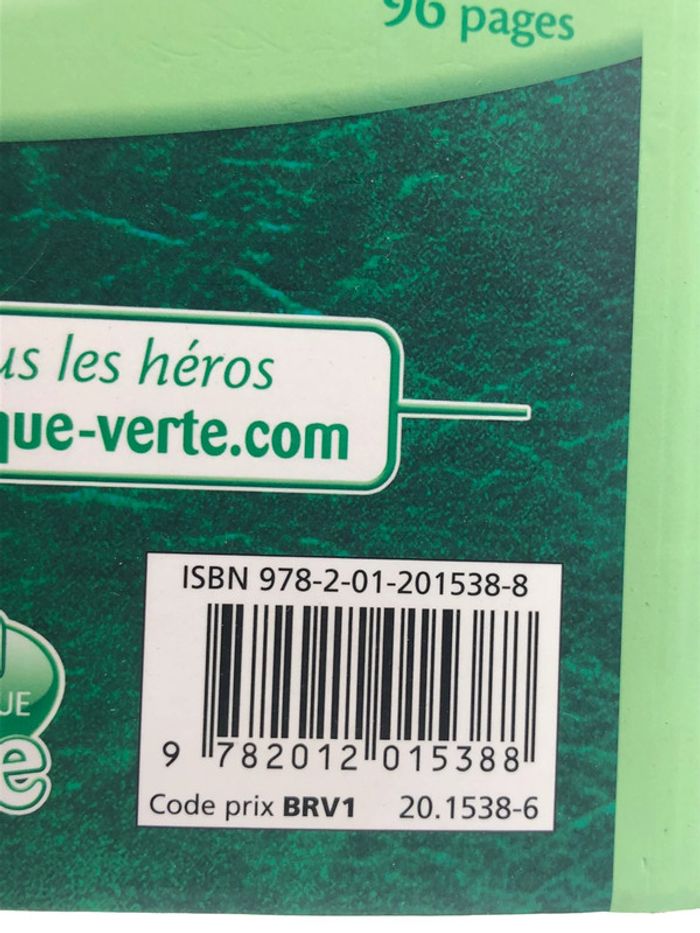 96 pages
us les héros
que-verte.com
ISBN 978-2-01-201538-8
UE
e
9 782012 015388
Code prix BRV1 20.1538-6